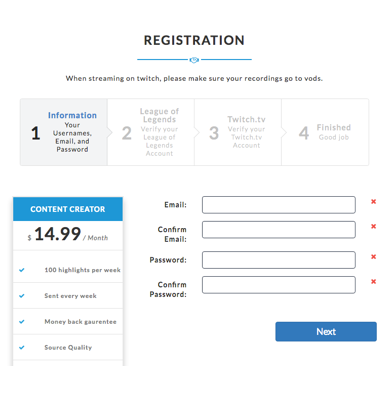 REGISTRATION
When streaming on twitch, please make sure your recordings go to vods.
1
Information
Your
Usernames,
Email, and
Password
2
League of
Legends
Verify your
League of
Legends
Account
3
Twitch.tv
Verify your
Twitch.tv
Account
4
Finished
Good job
CONTENT CREATOR
$ 14.99 / Month
100 highlights per week
Sent every week
Money back gaurentee
Source Quality
Email:
Confirm
Email:
Password:
Confirm
Password:
Next